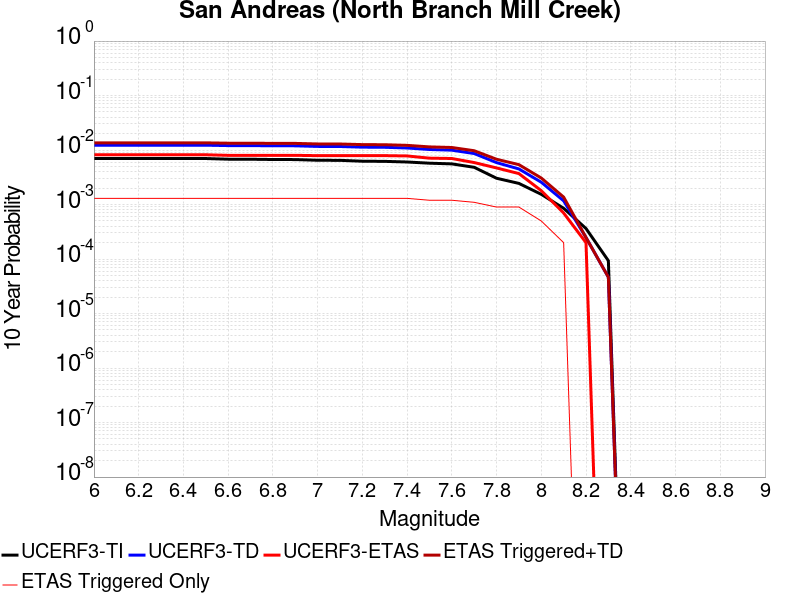 San Andreas (North Branch Mill Creek)
10^0
10^-1
10^-2
10^-3
10^-4
10^-5
10^-6
10^-7
10^-8
10 Year Probability
6 6.2 6.4 6.6 6.8 7 7.2 7.4 7.6 7.8 8 8.2 8.4 8.6 8.8 9
Magnitude
UCERF3-TI UCERF3-TD UCERF3-ETAS ETAS Triggered+TD
ETAS Triggered Only